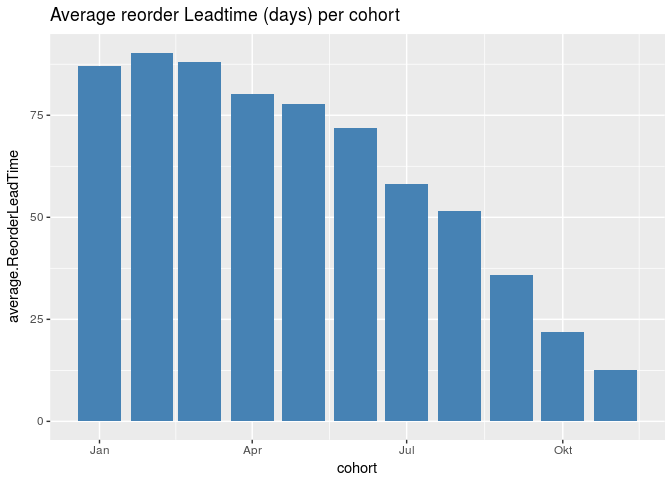 Average reorder Leadtime (days) per cohort
average.ReorderLeadTime
75
50
25
0
Jan Apr Jul Okt
cohort